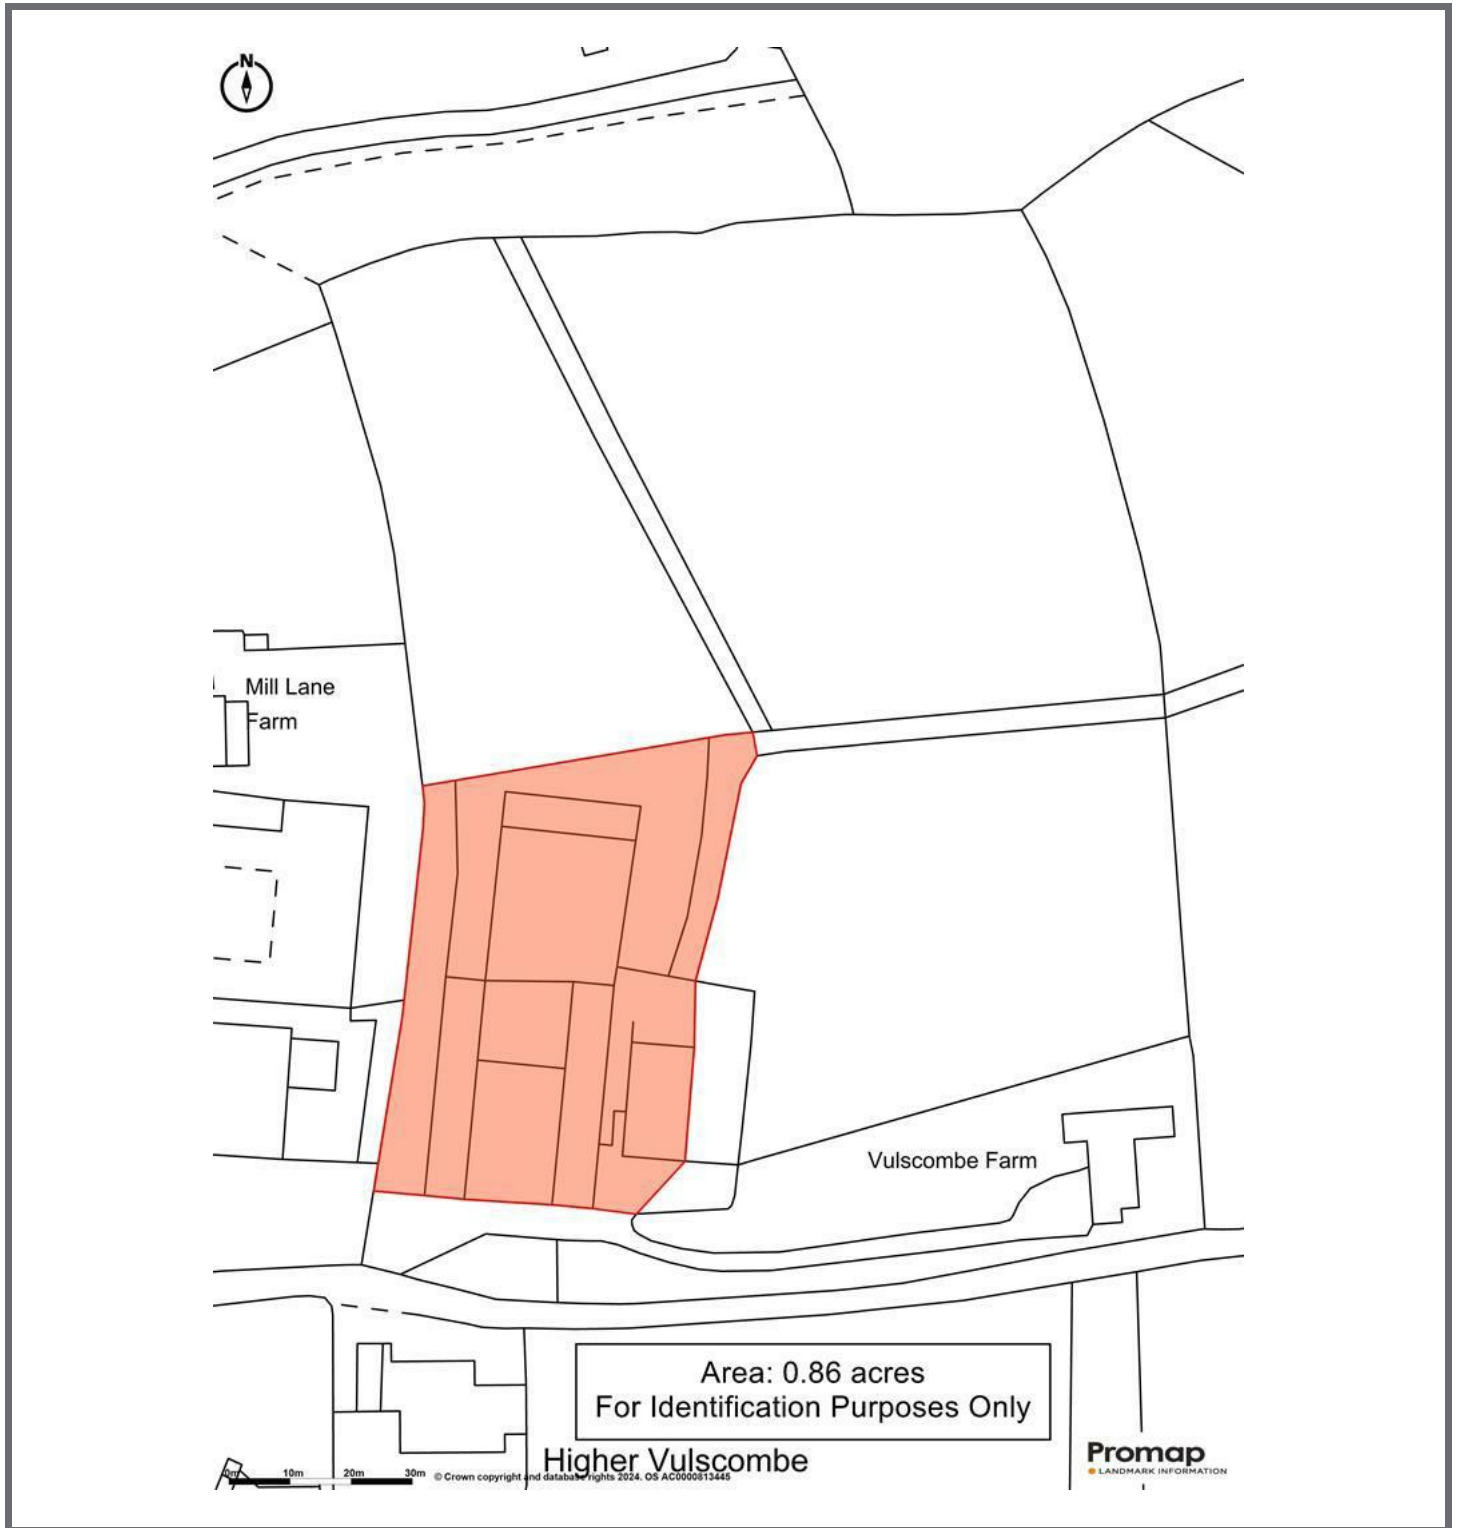 N
Mill Lane
Farm
Vulscombe Farm
Area: 0.86 acres
For Identification Purposes Only
Higher Vulscombe
0m 10m 20m 30m
© Crown copyright and database rights 2024. OS AC0000813445
Promap
LANDMARK INFORMATION